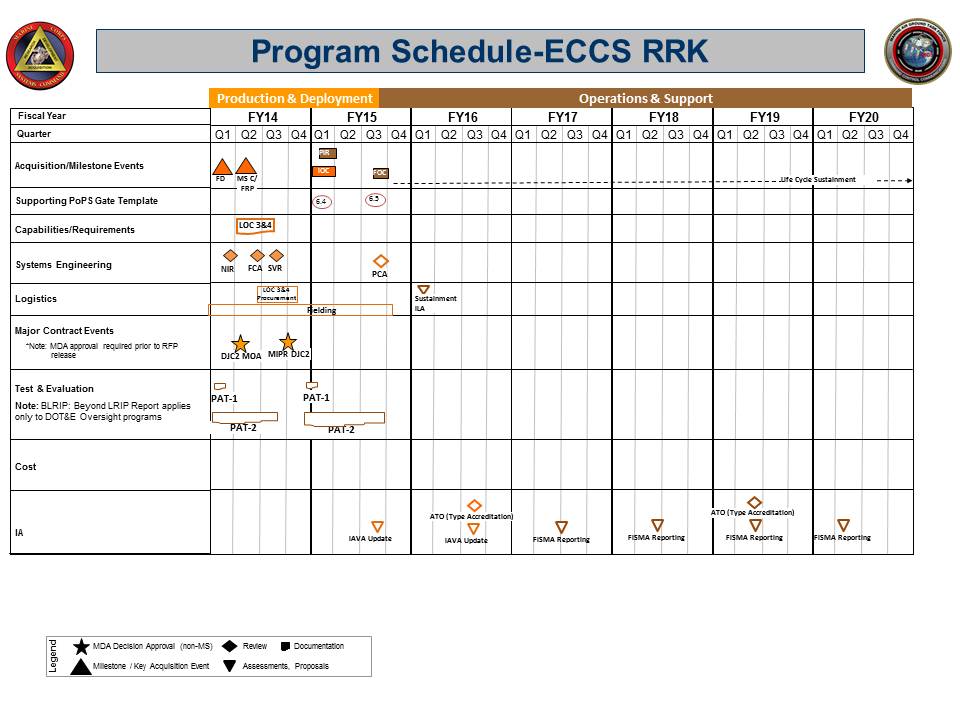 Program Schedule-ECCS RRK
Production & Deployment
Operations & Support
Fiscal Year
FY14 FY15 FY16 FY17 FY18 FY19 FY20
Quarter
Q1 Q2 Q3 Q4 Q1 Q2 Q3 Q4 Q1 Q2 Q3 Q4 Q1 Q2 Q3 Q4 Q1 Q2 Q3 Q4 Q1 Q2 Q3 Q4 Q1 Q2 Q3 Q4
Acquisition/Milestone Events
FD
MS C/
FRP
PIR
IOC
FOC
Life Cycle Sustainment
Supporting PoPS Gate Template
6.4
6.5
Capabilities/Requirements
LOC 3&4
Systems Engineering
NIR
FCA
SVR
PCA
Logistics
LOC 3&4
Procurement
Fielding
Sustainment
ILA
Major Contract Events
*Note: MDA approval required prior to RFP
release
DJC2 MOA
MIPR DJC2
Test & Evaluation
Note: BLRIP: Beyond LRIP Report applies
only to DOT&E Oversight programs
PAT-1
PAT-2
PAT-1
PAT-2
Cost
IA
IAVA Update
ATO (Type Accreditation)
IAVA Update
FISMA Reporting
FISMA Reporting
ATO (Type Accreditation)
FISMA Reporting
FISMA Reporting
Legend
MDA Decision Approval (non-MS)
Review
Documentation
Milestone / Key Acquisition Event
Assessments, Proposals